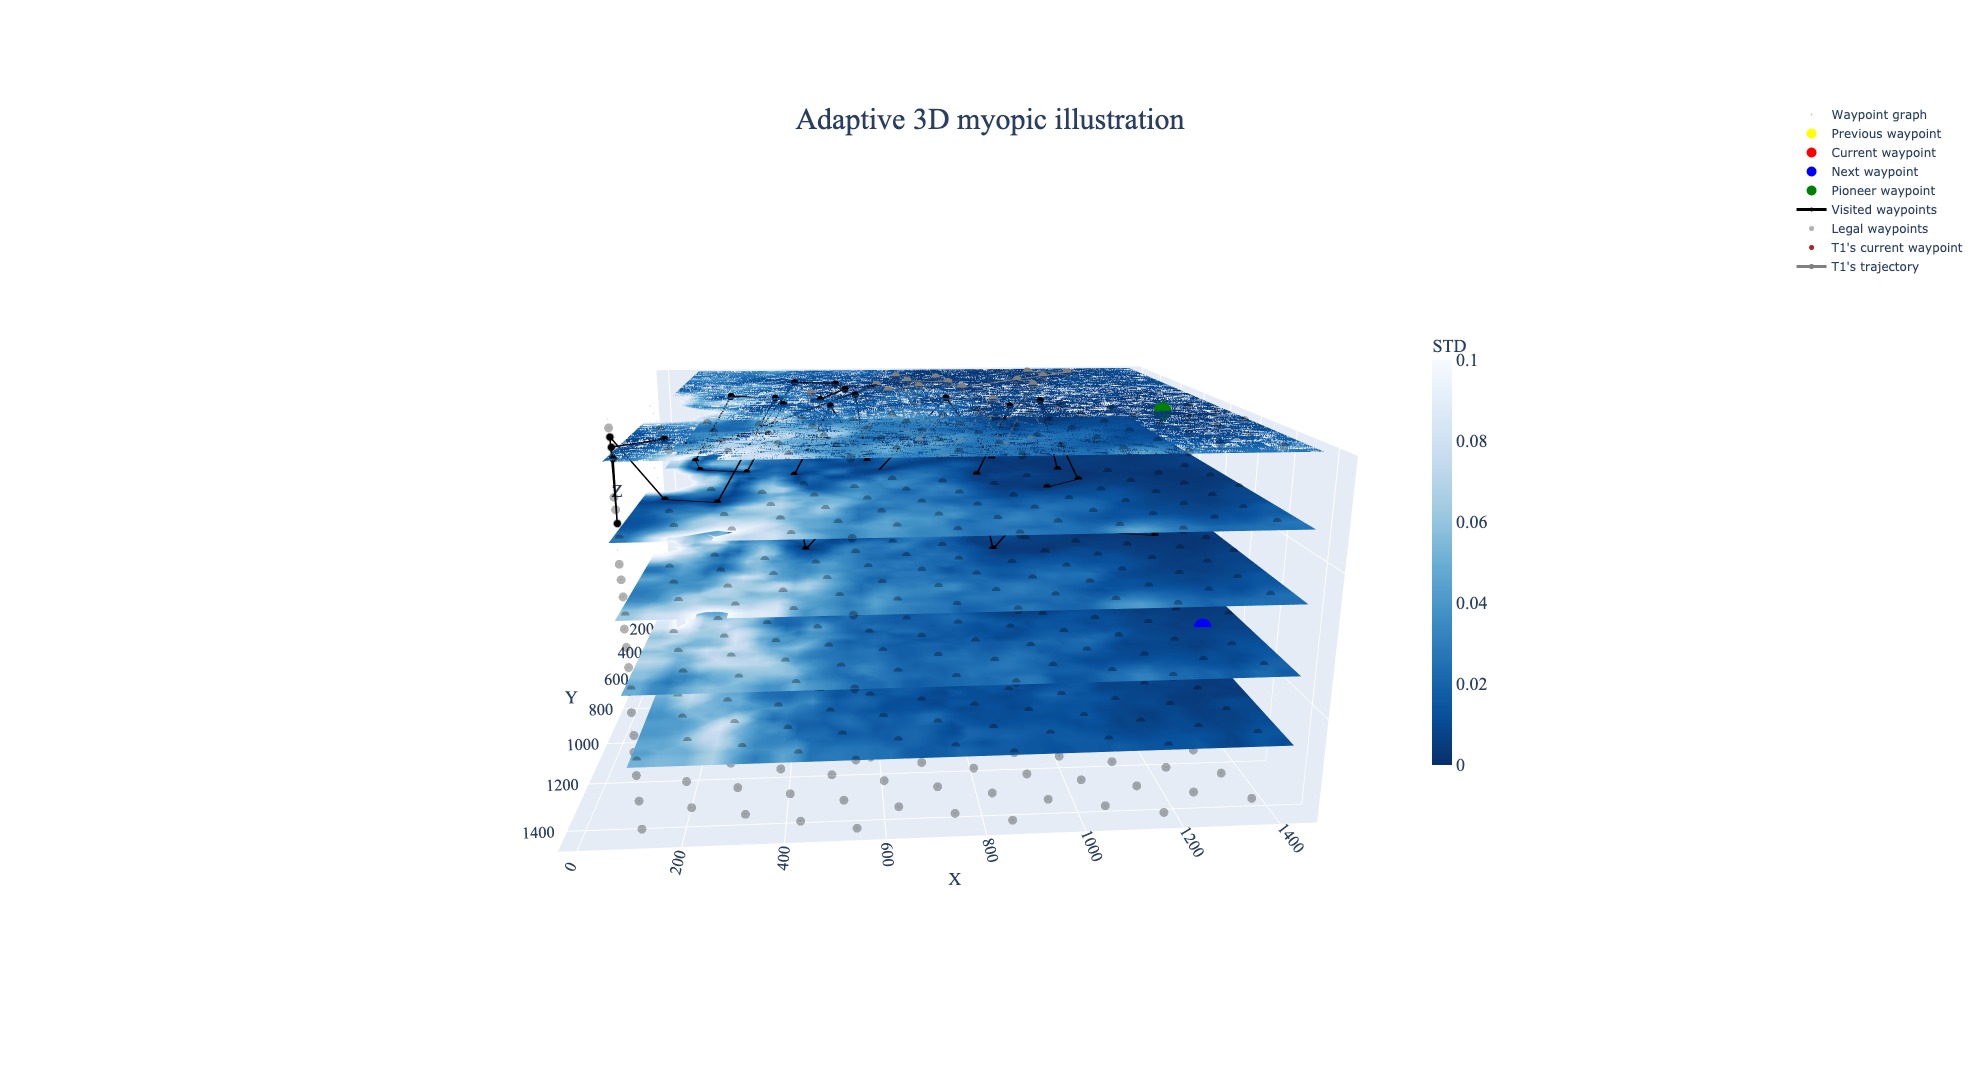 Adaptive 3D myopic illustration
Waypoint graph
Previous waypoint
Current waypoint
Next waypoint
Pioneer waypoint
Visited waypoints
Legal waypoints
T1's current waypoint
T1's trajectory
STD
0.1
0.08
0.06
0.04
0.02
0
Z
200
400
600
Y
800
1000
1200
1400
0
200
400
600
800
1000
1200
1400
X